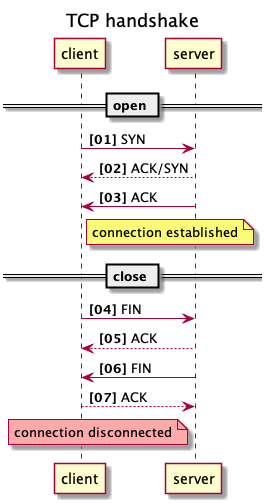 TCP handshake
client server
open
[01] SYN
[02] ACK/SYN
[03] ACK
connection established
close
[04] FIN
[05] ACK
[06] FIN
[07] ACK
connection disconnected
client server